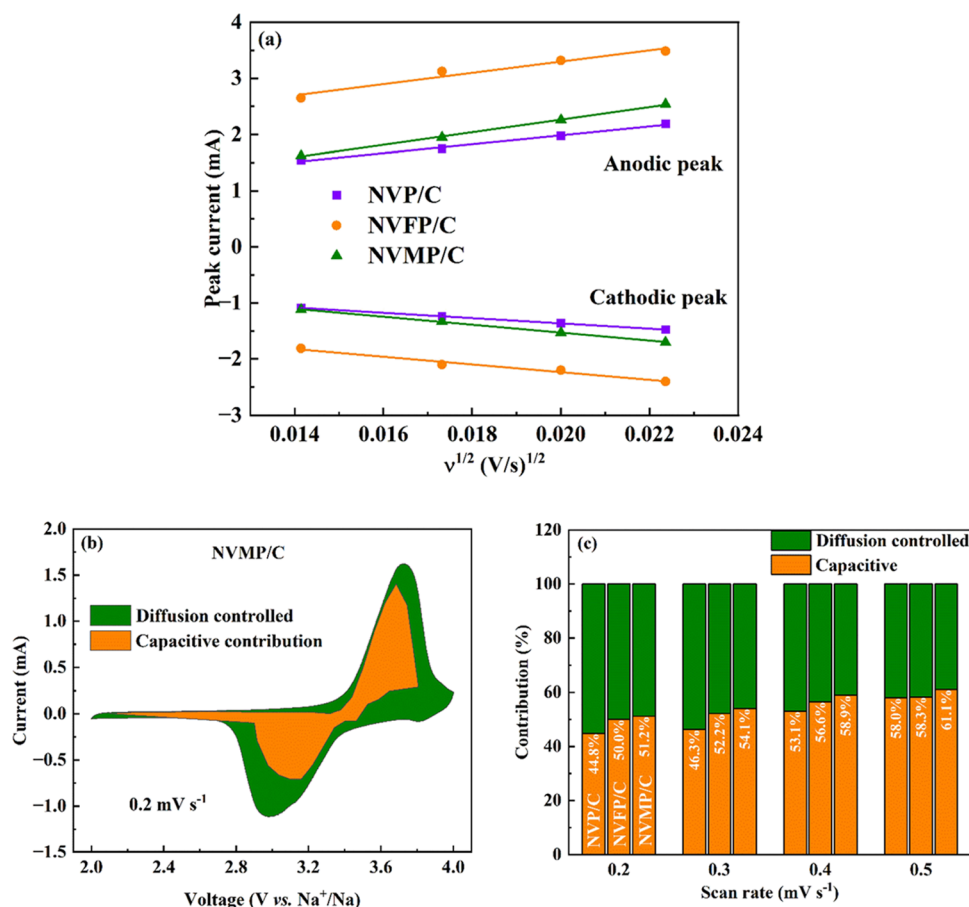 (a)
4
3
2
1
0
−1
−2
−3
Peak current (mA)
NVP/C
NVFP/C
NVMP/C
Anodic peak
Cathodic peak
0.014 0.016 0.018 0.020 0.022 0.024
ν1/2 (V/s)1/2
(b)
NVMP/C
2.0
1.5
1.0
0.5
0.0
-0.5
-1.0
-1.5
Current (mA)
Diffusion controlled
Capacitive contribution
0.2 mV s-1
2.0 2.4 2.8 3.2 3.6 4.0
Voltage (V vs. Na+/Na)
(c)
Diffusion controlled
Capacitive
120
100
80
60
40
20
0
Contribution (%)
NVP/C 44.8%
NVFP/C 50.0%
NVMP/C 51.2%
46.3%
52.2%
54.1%
53.1%
56.6%
58.9%
58.0%
58.3%
61.1%
0.2 0.3 0.4 0.5
Scan rate (mV s-1)